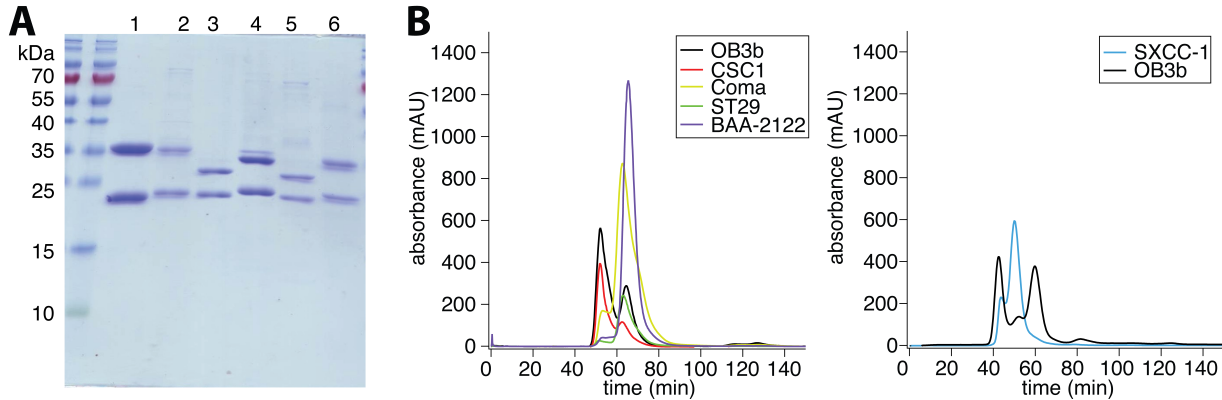 A
1 2 3 4 5 6
kDa
70
55
40
35
25
15
10
B
absorbance (mAU)
1400
1200
1000
800
600
400
200
0
0 20 40 60 80 100 120 140
time (min)
OB3b
CSC1
Coma
ST29
BAA-2122
absorbance (mAU)
1400
1200
1000
800
600
400
200
0
0 20 40 60 80 100 120 140
time (min)
SXCC-1
OB3b